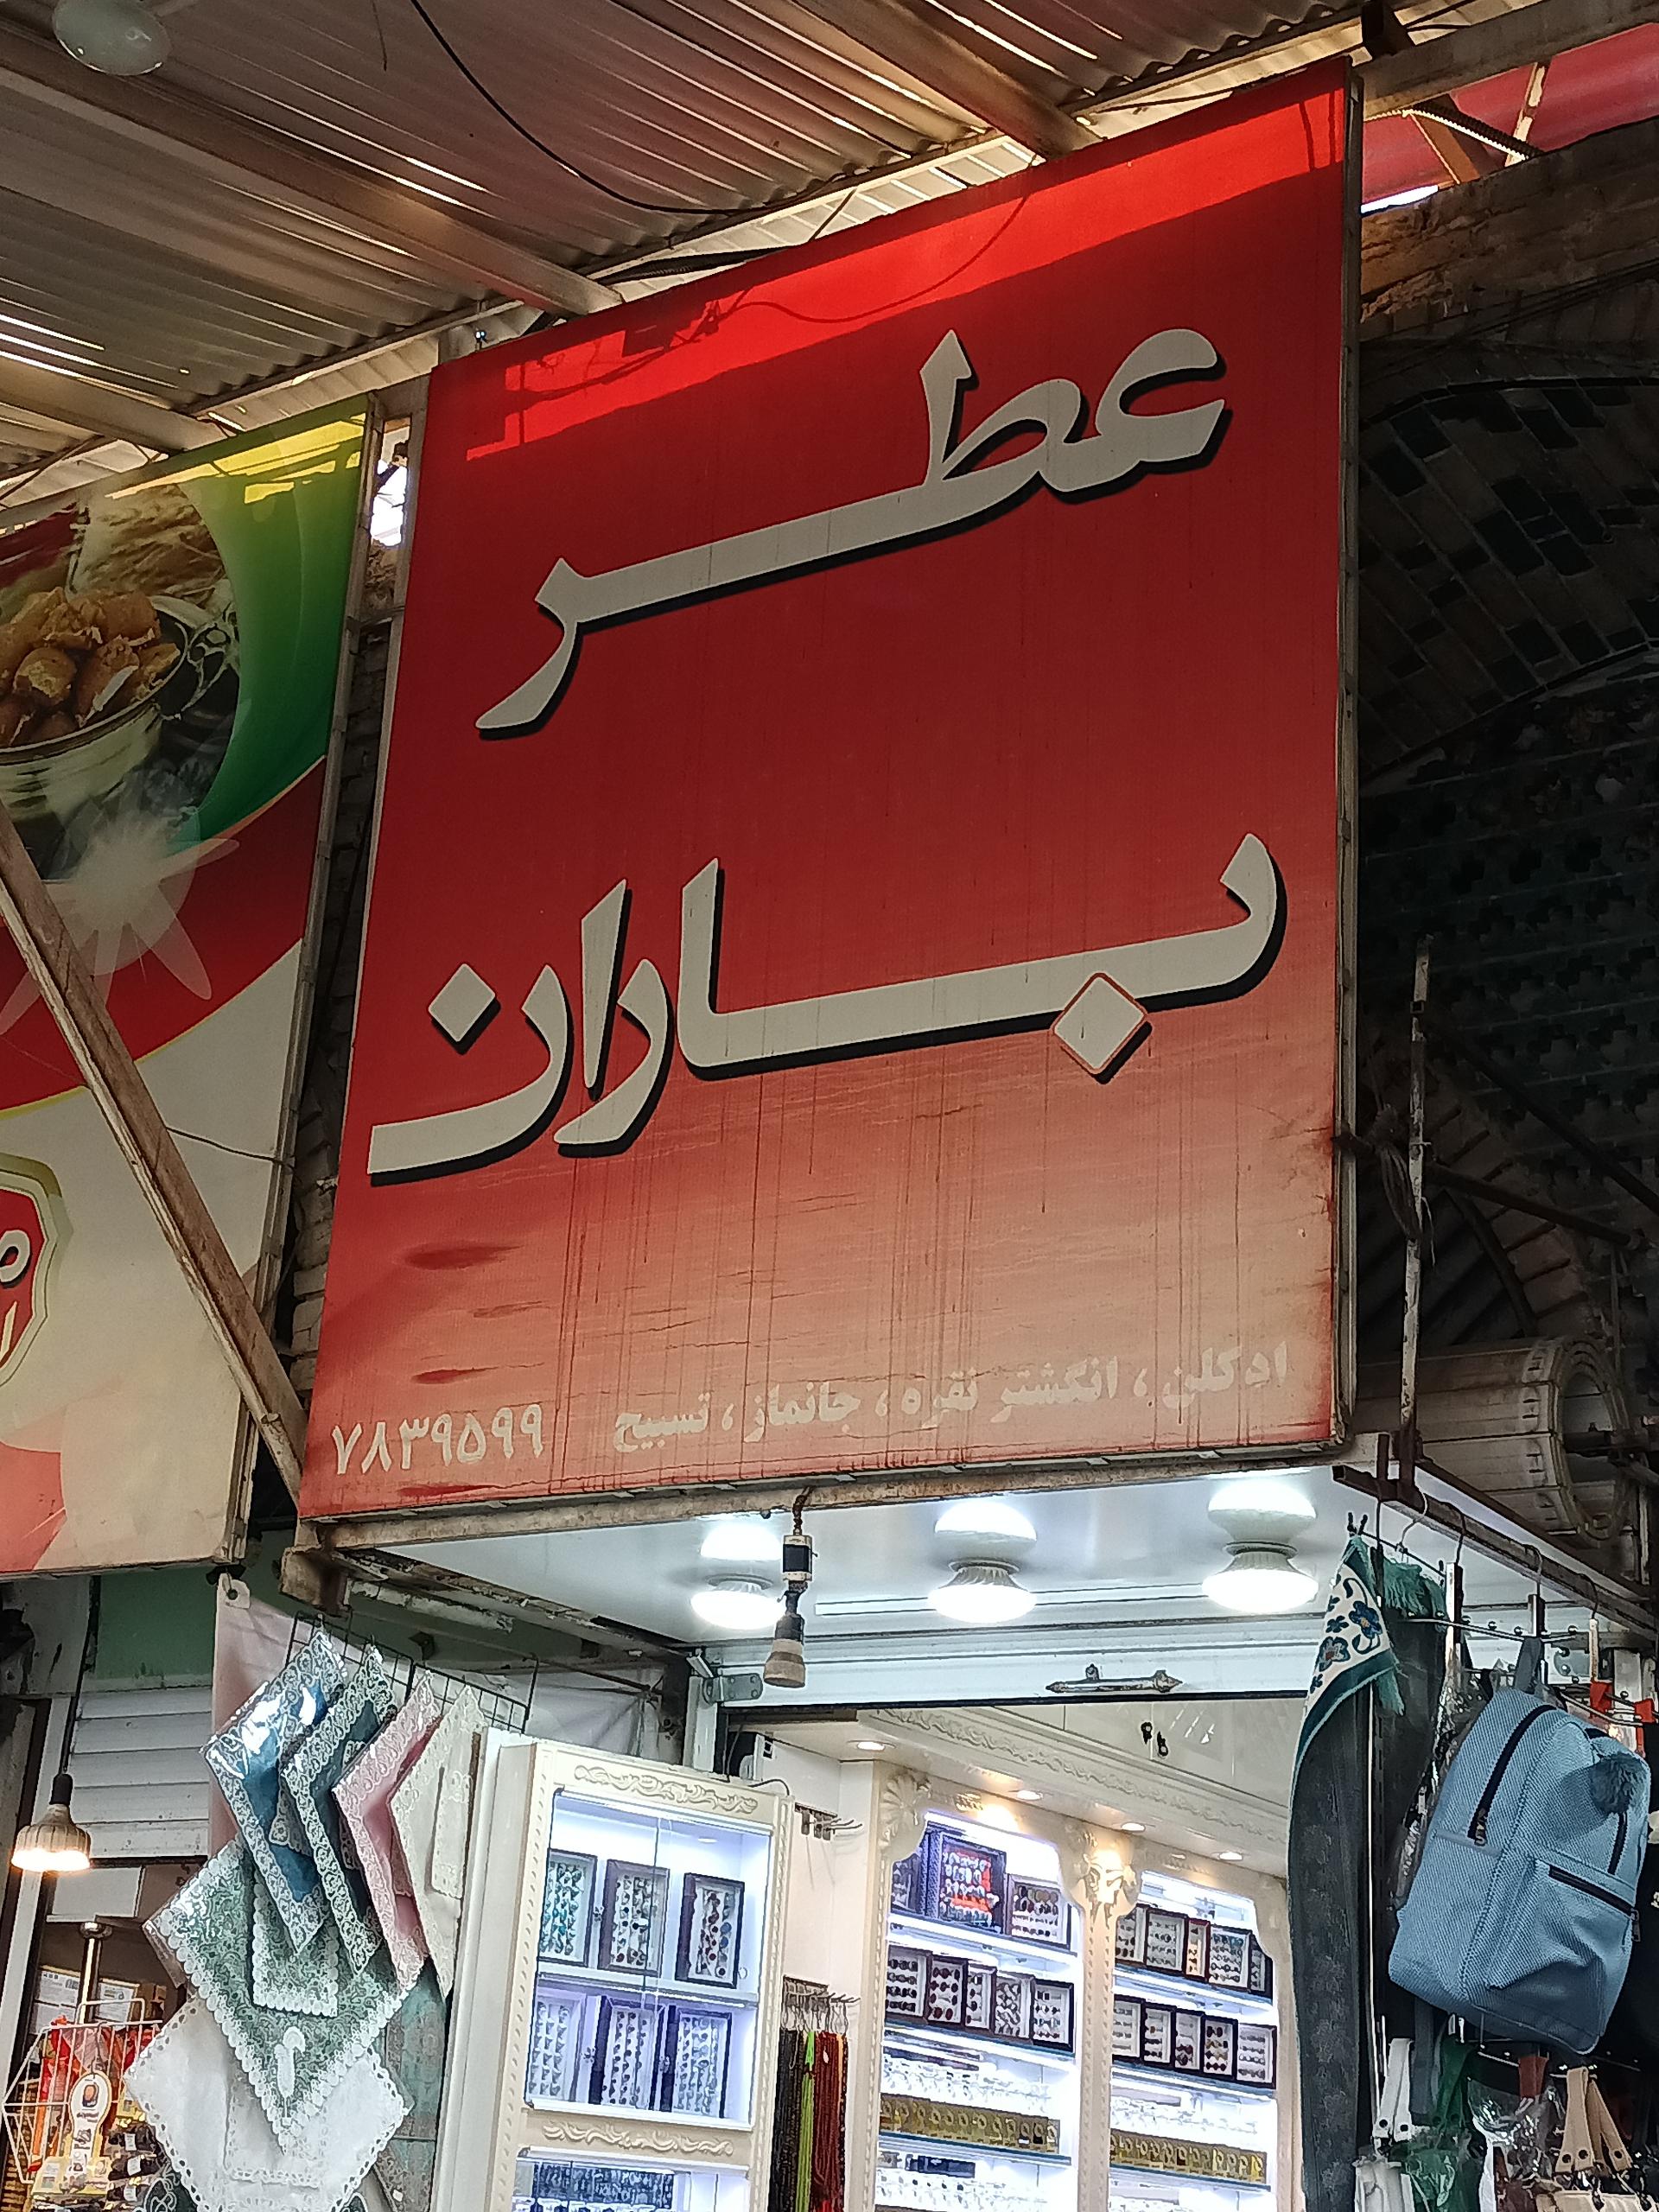 عطر
باران
ادکلن ، انگشتر نقره ، جانماز ، تسبیح ۷۸۳۹۵۹۹